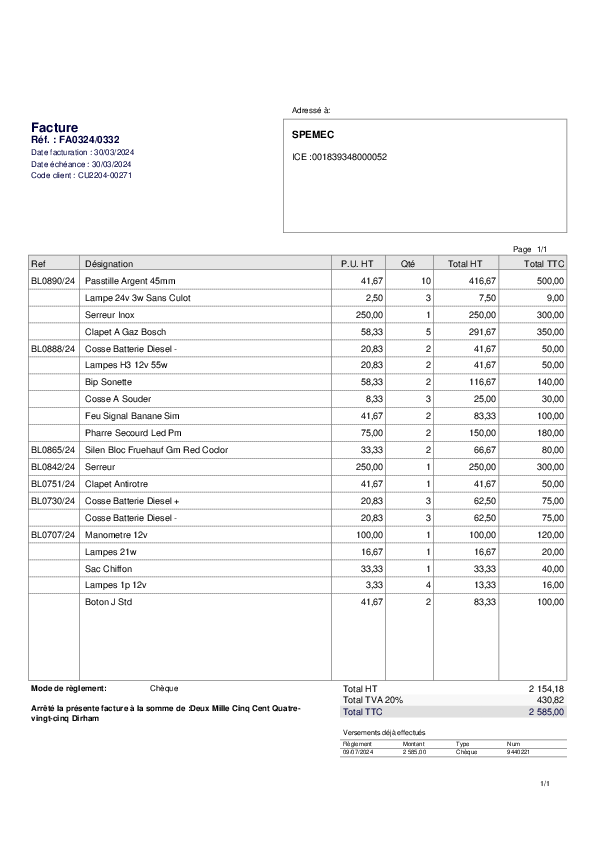 Adressé à:
Facture
Réf. : FA0324/0332
Date facturation : 30/03/2024
Date échéance : 30/03/2024
Code client : CU2204-00271
SPEMEC
ICE :001839348000052
Page 1/1
Ref Désignation P.U. HT Qté Total HT Total TTC
BL0890/24 Passtille Argent 45mm 41,67 10 416,67 500,00
Lampe 24v 3w Sans Culot 2,50 3 7,50 9,00
Serreur Inox 250,00 1 250,00 300,00
Clapet A Gaz Bosch 58,33 5 291,67 350,00
BL0888/24 Cosse Batterie Diesel - 20,83 2 41,67 50,00
Lampes H3 12v 55w 20,83 2 41,67 50,00
Bip Sonette 58,33 2 116,67 140,00
Cosse A Souder 8,33 3 25,00 30,00
Feu Signal Banane Sim 41,67 2 83,33 100,00
Pharre Secourd Led Pm 75,00 2 150,00 180,00
BL0865/24 Silen Bloc Fruehauf Gm Red Codor 33,33 2 66,67 80,00
BL0842/24 Serreur 250,00 1 250,00 300,00
BL0751/24 Clapet Antirotre 41,67 1 41,67 50,00
BL0730/24 Cosse Batterie Diesel + 20,83 3 62,50 75,00
Cosse Batterie Diesel - 20,83 3 62,50 75,00
BL0707/24 Manometre 12v 100,00 1 100,00 120,00
Lampes 21w 16,67 1 16,67 20,00
Sac Chiffon 33,33 1 33,33 40,00
Lampes 1p 12v 3,33 4 13,33 16,00
Boton J Std 41,67 2 83,33 100,00
Mode de règlement: Chèque
Arrêté la présente facture à la somme de :Deux Mille Cinq Cent Quatre-
vingt-cinq Dirham
Total HT 2 154,18
Total TVA 20% 430,82
Total TTC 2 585,00
Versements déjà effectués
Règlement Montant Type Num
09/07/2024 2 585,00 Chèque 9440221
1/1